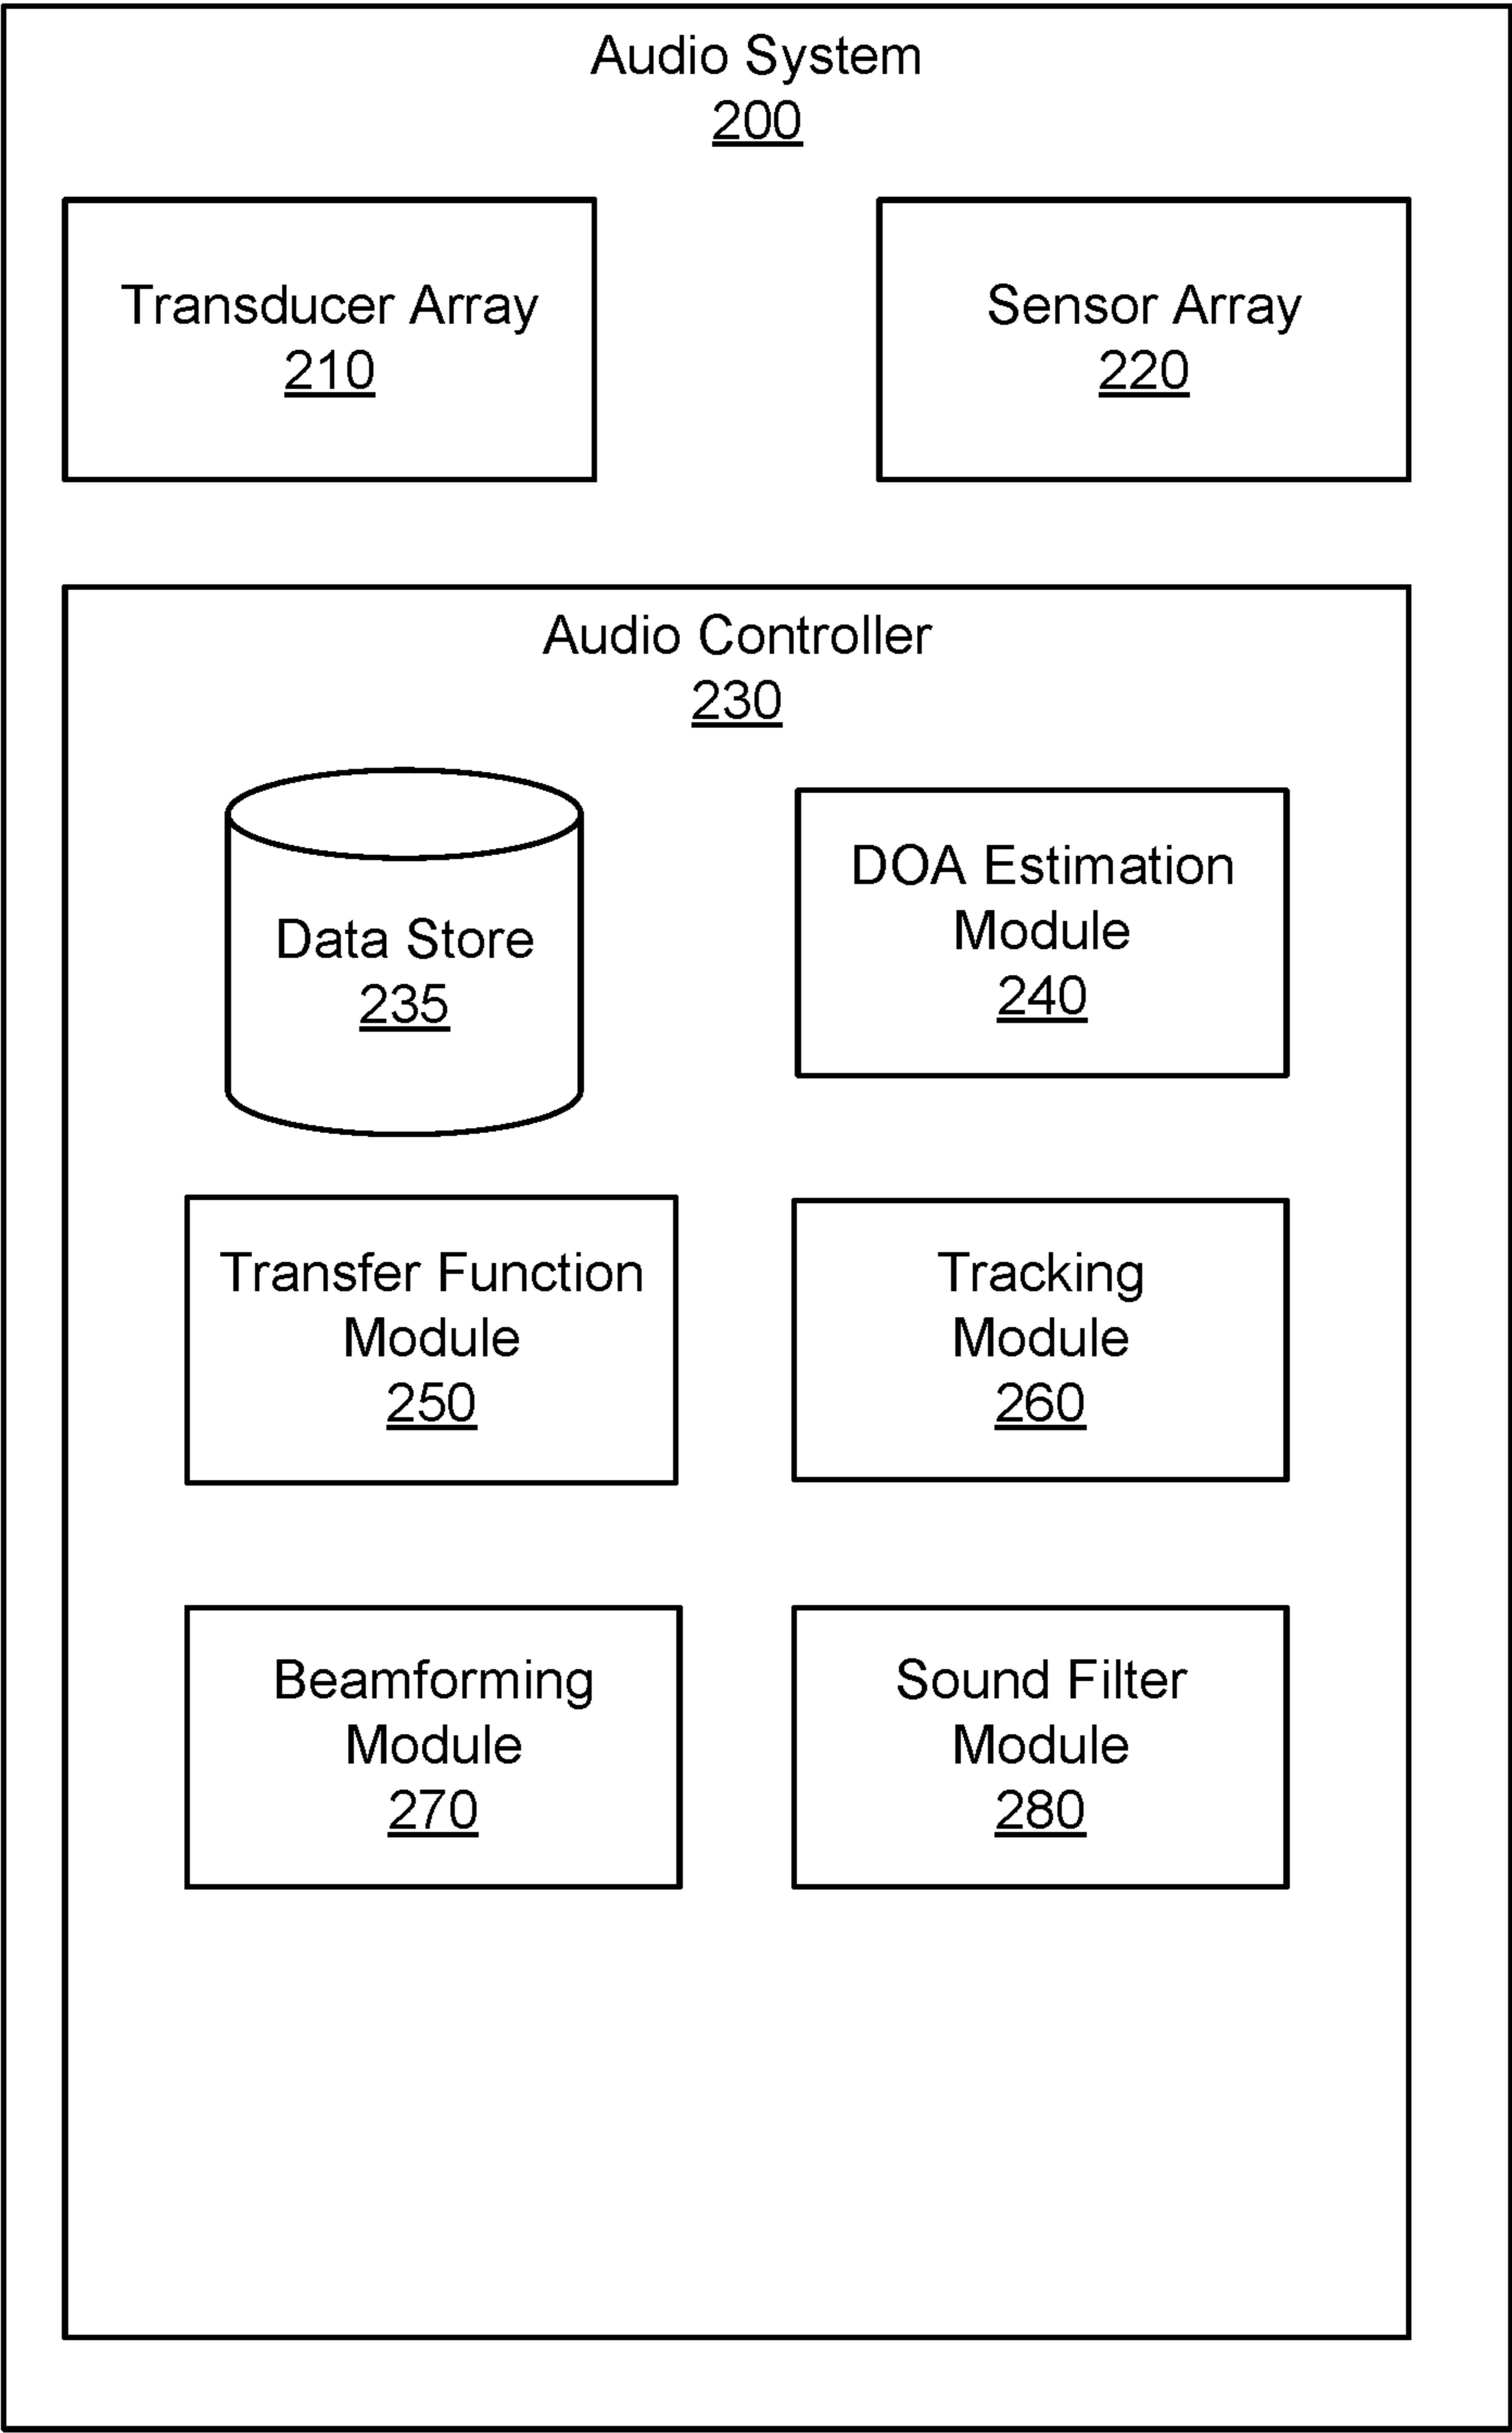 Audio System
200
Transducer Array
210
Sensor Array
220
Audio Controller
230
Data Store
235
DOA Estimation
Module
240
Transfer Function
Module
250
Tracking
Module
260
Beamforming
Module
270
Sound Filter
Module
280